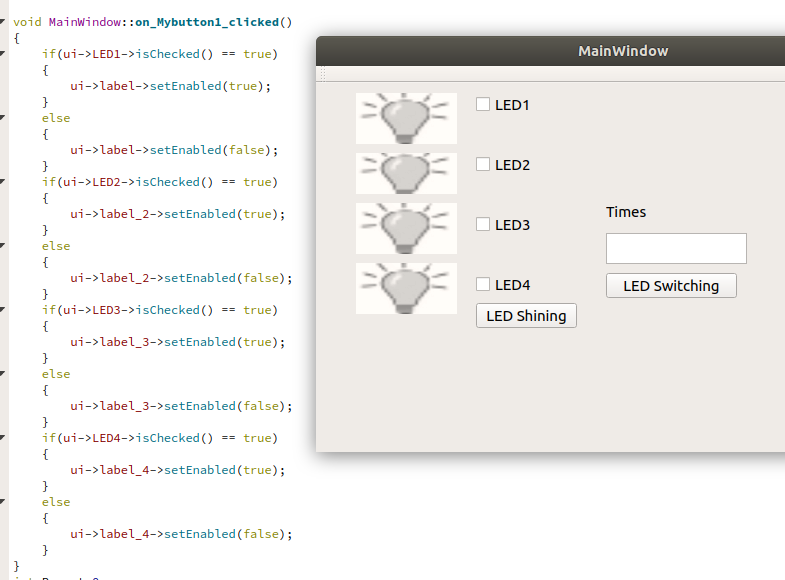 void MainWindow::on_Mybutton1_clicked()
{
    if(ui->LED1->isChecked() == true)
    {
        ui->label->setEnabled(true);
    }
    else
    {
        ui->label->setEnabled(false);
    }
    if(ui->LED2->isChecked() == true)
    {
        ui->label_2->setEnabled(true);
    }
    else
    {
        ui->label_2->setEnabled(false);
    }
    if(ui->LED3->isChecked() == true)
    {
        ui->label_3->setEnabled(true);
    }
    else
    {
        ui->label_3->setEnabled(false);
    }
    if(ui->LED4->isChecked() == true)
    {
        ui->label_4->setEnabled(true);
    }
    else
    {
        ui->label_4->setEnabled(false);
    }
}
MainWindow
LED1
LED2
LED3
LED4
LED Shining
Times
LED Switching